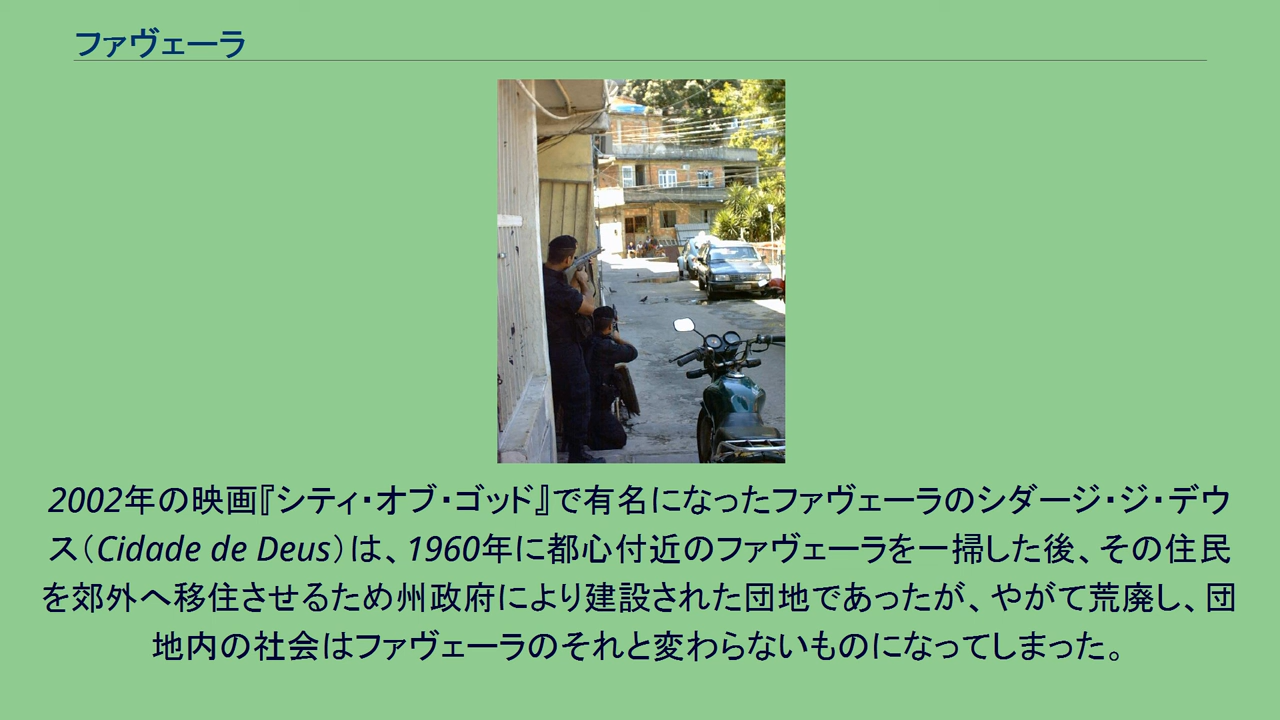 ファヴェーラ
2002年の映画『シティ・オブ・ゴッド』で有名になったファヴェーラのシダージ・ジ・デウ
ス（Cidade de Deus）は、1960年に都心付近のファヴェーラを一掃した後、その住民
を郊外へ移住させるため州政府により建設された団地であったが、やがて荒廃し、団
地内の社会はファヴェーラのそれと変わらないものになってしまった。